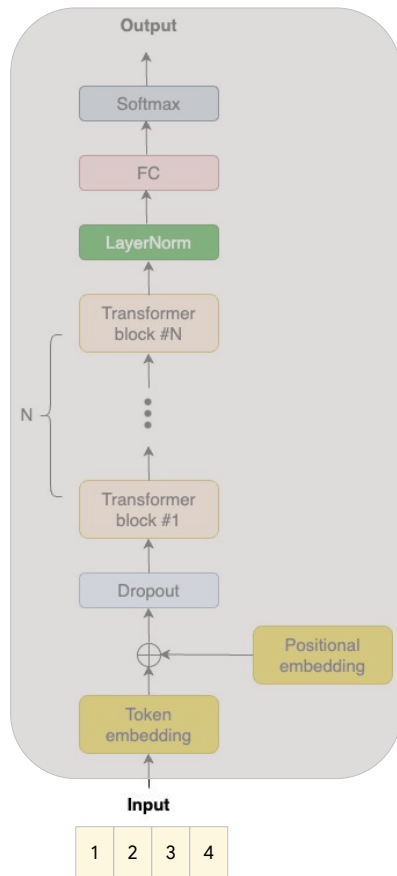 Output
Softmax
FC
LayerNorm
Transformer
block #N
N
Transformer
block #1
Dropout
Positional
embedding
Token
embedding
Input
1 2 3 4